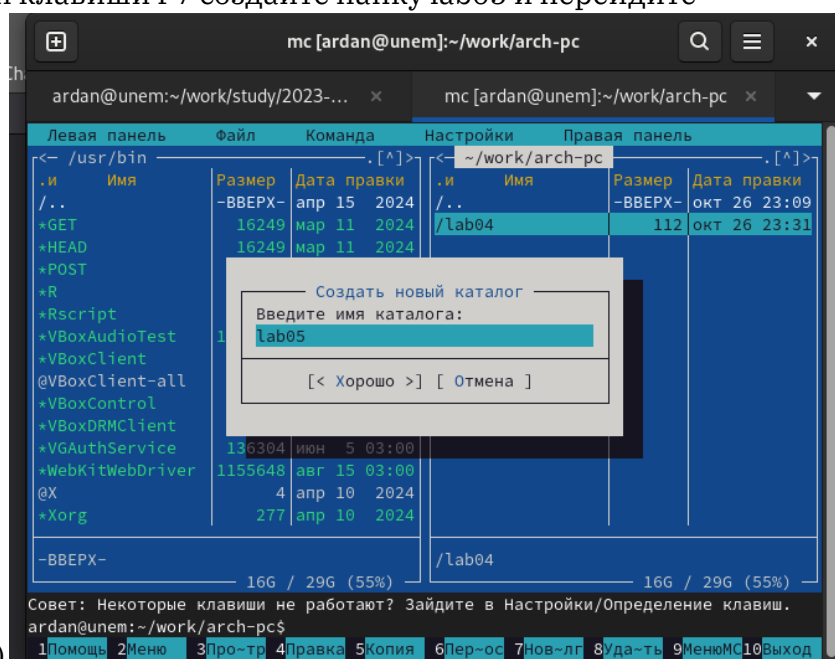 клавиши F7 создайте папку lab05 и перейдите
mc [ardan@unem]:~/work/arch-pc
ardan@unem:~/work/study/2023-... × mc [ardan@unem]:~/work/arch-pc ×
Левая панель Файл Команда Настройки Правая панель
<— /usr/bin .[^]> <— ~/work/arch-pc .[^]>
.и Имя Размер Дата правки .и Имя Размер Дата правки
/.. -ВВЕРХ- апр 15 2024 /.. -ВВЕРХ- окт 26 23:09
*GET 16249 мар 11 2024 /lab04 112 окт 26 23:31
*HEAD 16249 мар 11 2024
*POST
*R
*Rscript
*VBoxAudioTest 1
*VBoxClient
@VBoxClient-all
*VBoxControl
*VBoxDRMClient
Создать новый каталог
Введите имя каталога:
lab05
[< Хорошо >] [ Отмена ]
*VGAuthService 136304 июн 5 03:00
*WebKitWebDriver 1155648 авг 15 03:00
@X 4 апр 10 2024
*Xorg 277 апр 10 2024
-ВВЕРХ- /lab04
16G / 29G (55%) 16G / 29G (55%)
Совет: Некоторые клавиши не работают? Зайдите в Настройки/Определение клавиш.
ardan@unem:~/work/arch-pc$
1Помощь 2Меню 3Про~тр 4Правка 5Копия 6Пер~ос 7Нов~лг 8Уда~ть 9МенюMC 10Выход